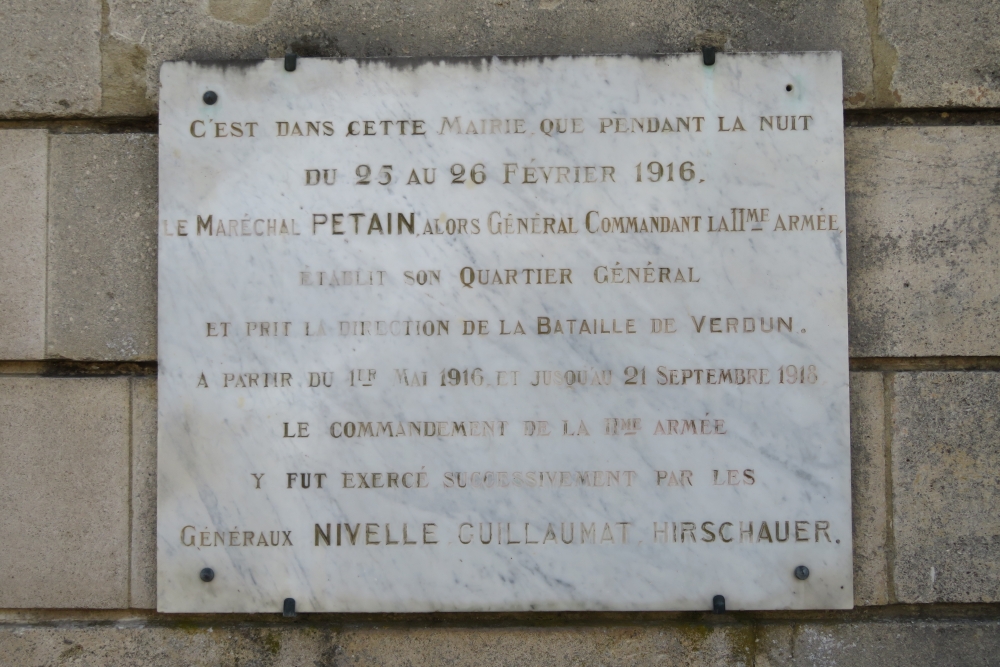 C'EST DANS CETTE MAIRIE QUE PENDANT LA NUIT
DU 25 AU 26 FÉVRIER 1916.
LE MARÉCHAL PETAIN, ALORS GÉNÉRAL COMMANDANT LA IIME ARMÉE
ÉTABLIT SON QUARTIER GÉNÉRAL
ET PRIT LA DIRECTION DE LA BATAILLE DE VERDUN.
A PARTIR DU 1ER MAI 1916 ET JUSQU'AU 21 SEPTEMBRE 1918
LE COMMANDEMENT DE LA IIME ARMÉE
Y FUT EXERCÉ SUCCESSIVEMENT PAR LES
GÉNÉRAUX NIVELLE GUILLAUMAT HIRSCHAUER.